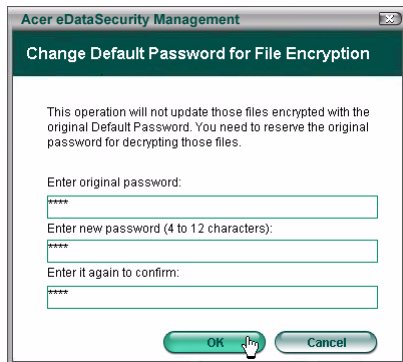 Acer eDataSecurity Management
Change Default Password for File Encryption
This operation will not update those files encrypted with the
original Default Password. You need to reserve the original
password for decrypting those files.
Enter original password:
****
Enter new password (4 to 12 characters):
****
Enter it again to confirm:
****
OK Cancel